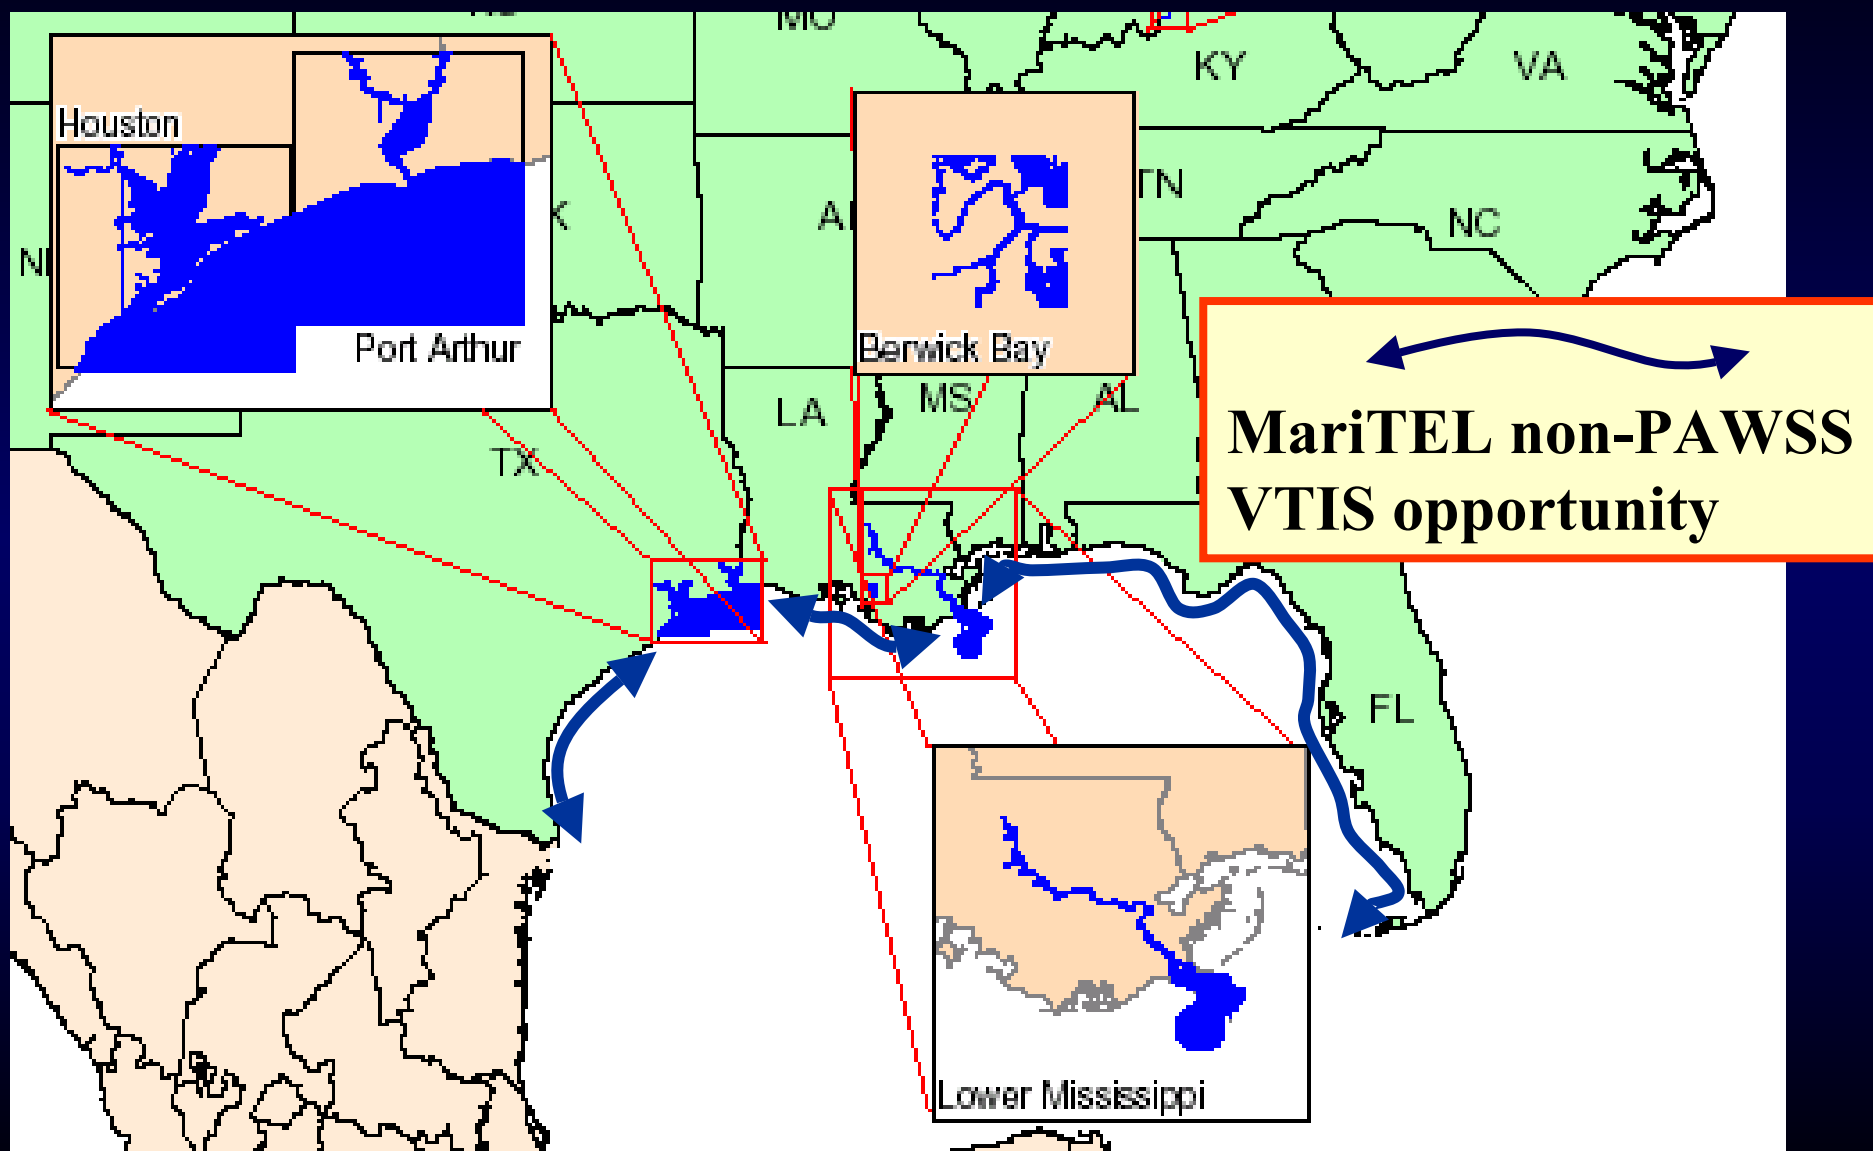 MO
KY
VA
Houston
TN
NC
Port Arthur
Berwick Bay
LA
MS
AL
TX
MariTEL non-PAWSS
VTIS opportunity
FL
Lower Mississippi